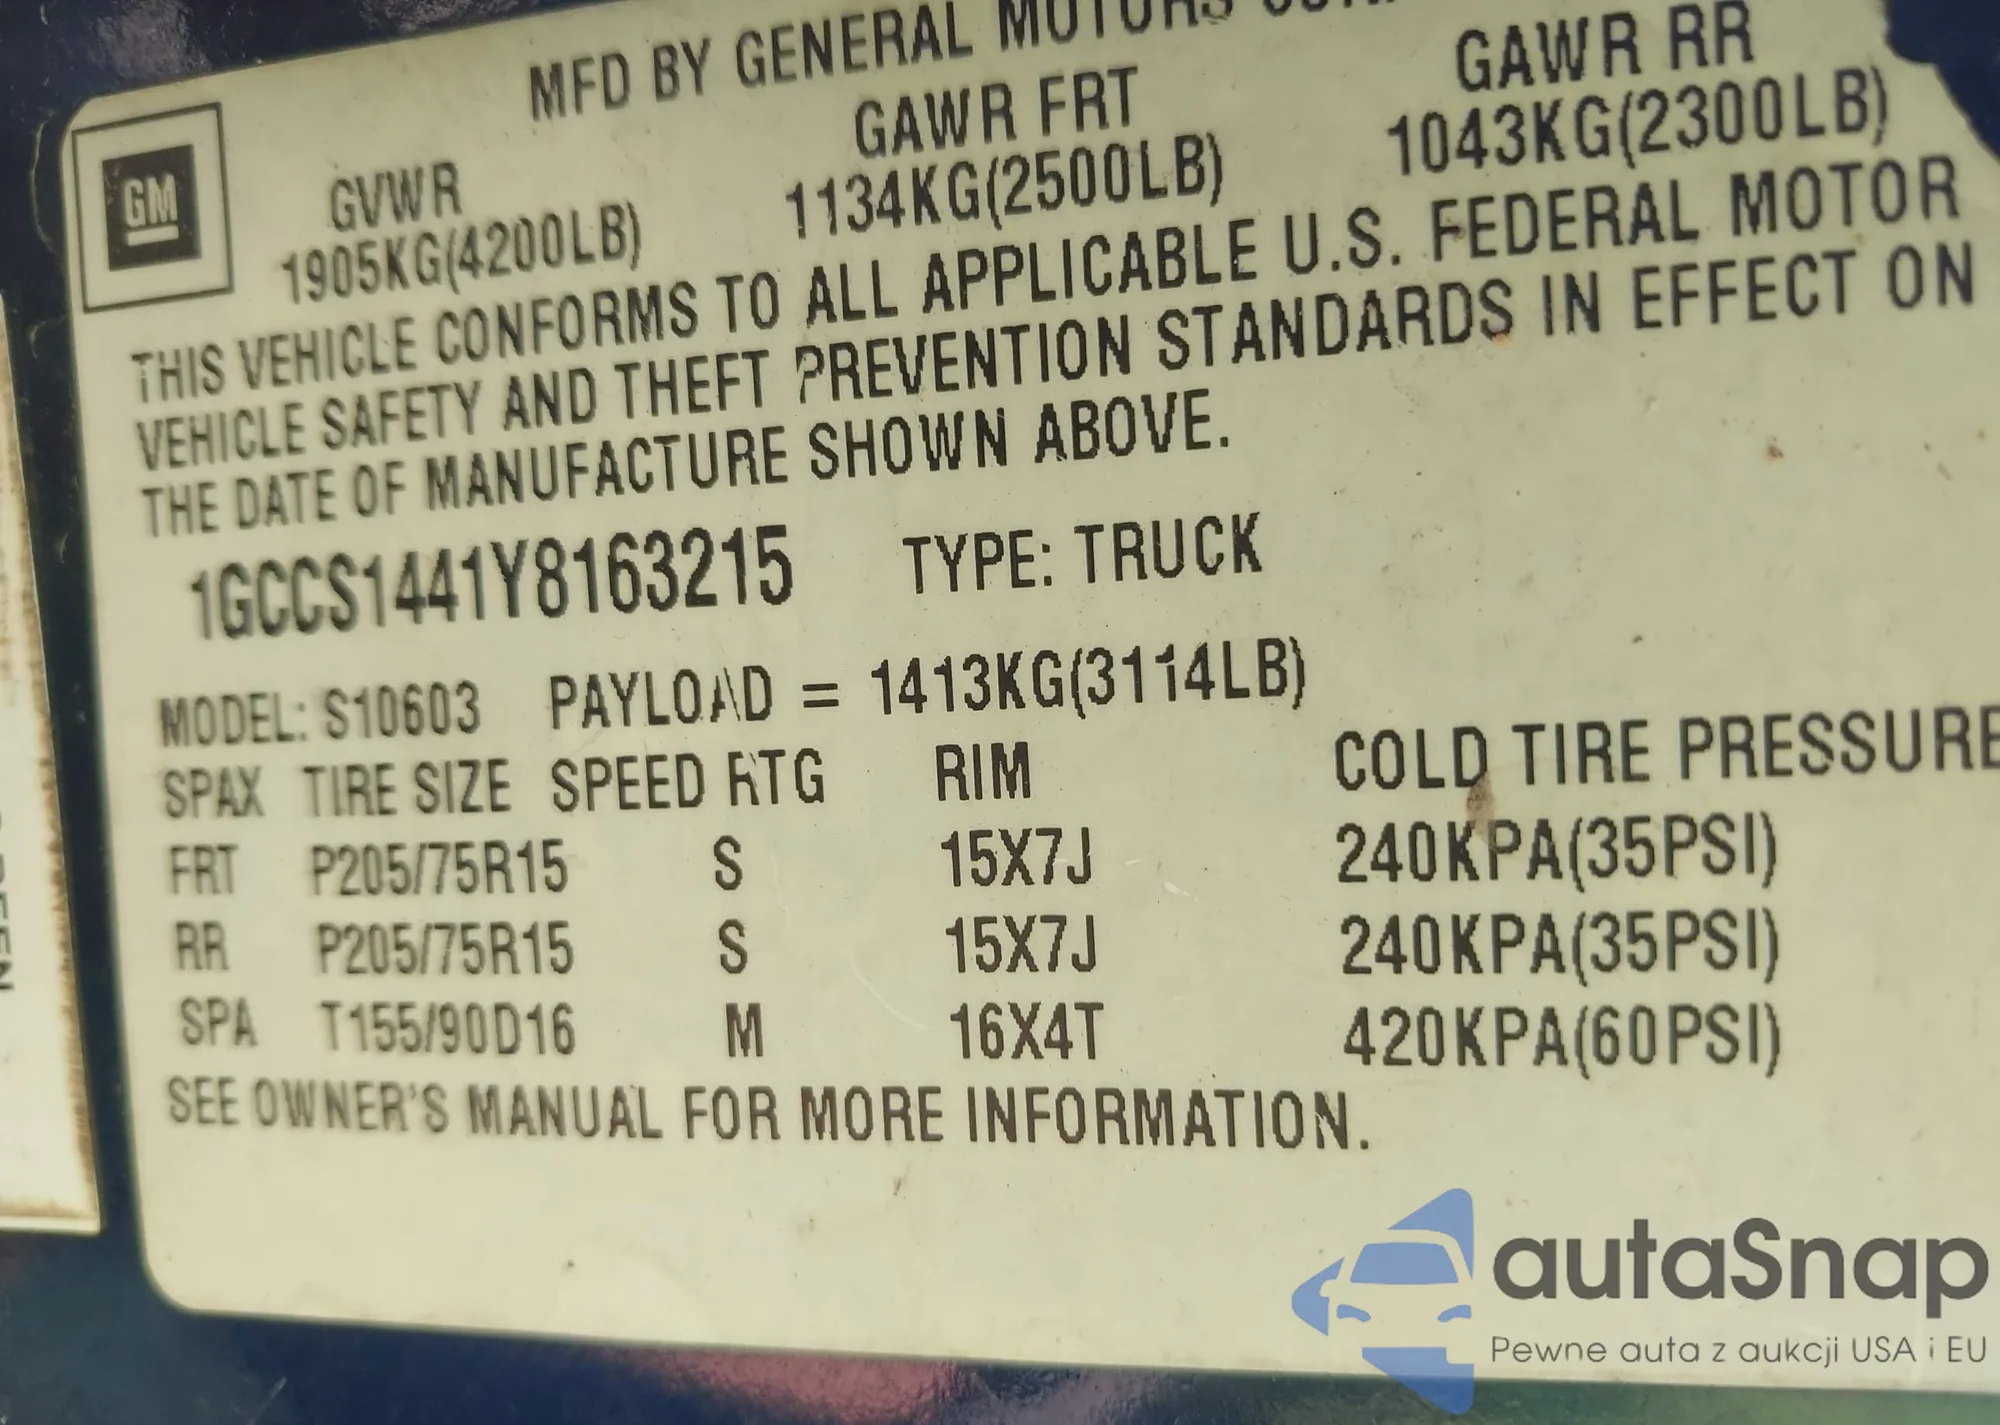 MFD BY GENERAL MOTORS
GAWR FRT
GAWR RR
GM
GVWR
1134KG(2500LB)
1043KG(2300LB)
1905KG(4200LB)
THIS VEHICLE CONFORMS TO ALL APPLICABLE U.S. FEDERAL MOTOR
VEHICLE SAFETY AND THEFT PREVENTION STANDARDS IN EFFECT ON
THE DATE OF MANUFACTURE SHOWN ABOVE.
1GCCS1441Y8163215 TYPE: TRUCK
MODEL: S10603 PAYLOAD = 1413KG(3114LB)
SPAX TIRE SIZE SPEED RTG RIM COLD TIRE PRESSURE
FRT P205/75R15 S 15X7J 240KPA(35PSI)
RR P205/75R15 S 15X7J 240KPA(35PSI)
SPA T155/90D16 M 16X4T 420KPA(60PSI)
SEE OWNER'S MANUAL FOR MORE INFORMATION.
autaSnap
Pewne auta z aukcji USA i EU